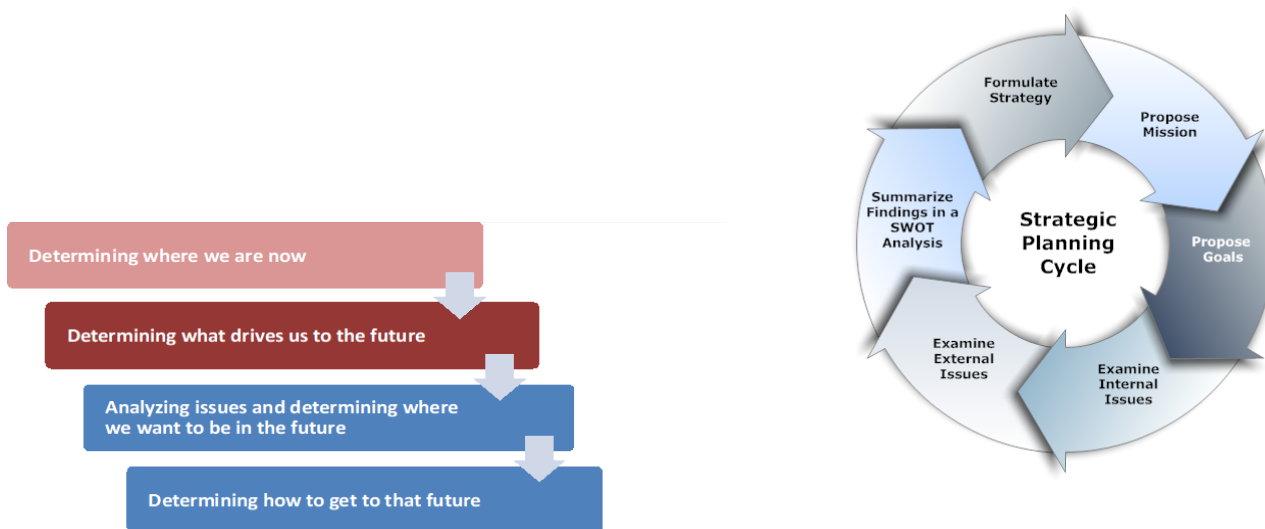 Determining where we are now
Determining what drives us to the future
Analyzing issues and determining where
we want to be in the future
Determining how to get to that future
Strategic
Planning
Cycle
Formulate
Strategy
Propose
Mission
Propose
Goals
Examine
Internal
Issues
Examine
External
Issues
Summarize
Findings in a
SWOT
Analysis